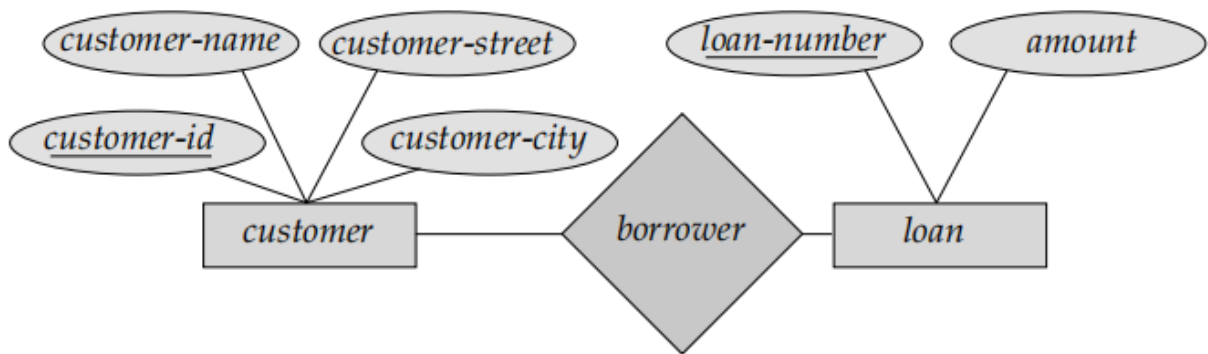 customer-name
customer-street
loan-number
amount
customer-id
customer-city
customer
borrower
loan